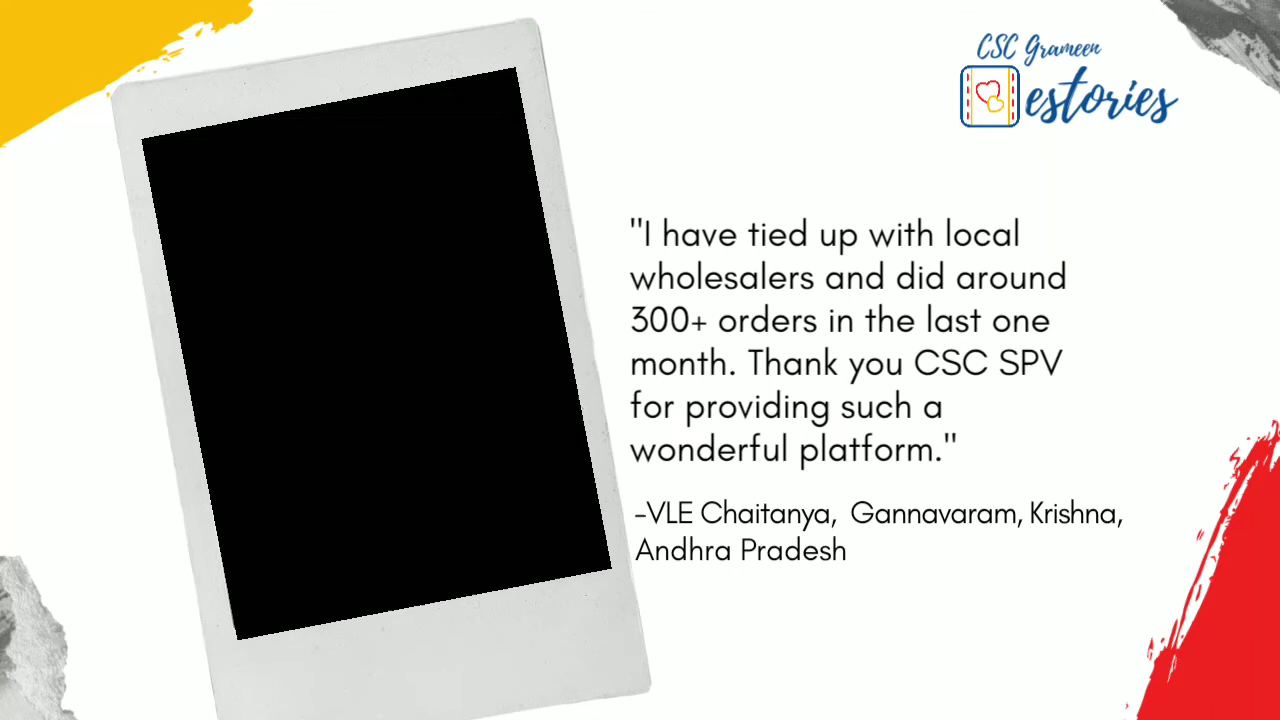 CSC Grameen
estories
"I have tied up with local
wholesalers and did around
300+ orders in the last one
month. Thank you CSC SPV
for providing such a
wonderful platform."
-VLE Chaitanya, Gannavaram, Krishna,
Andhra Pradesh